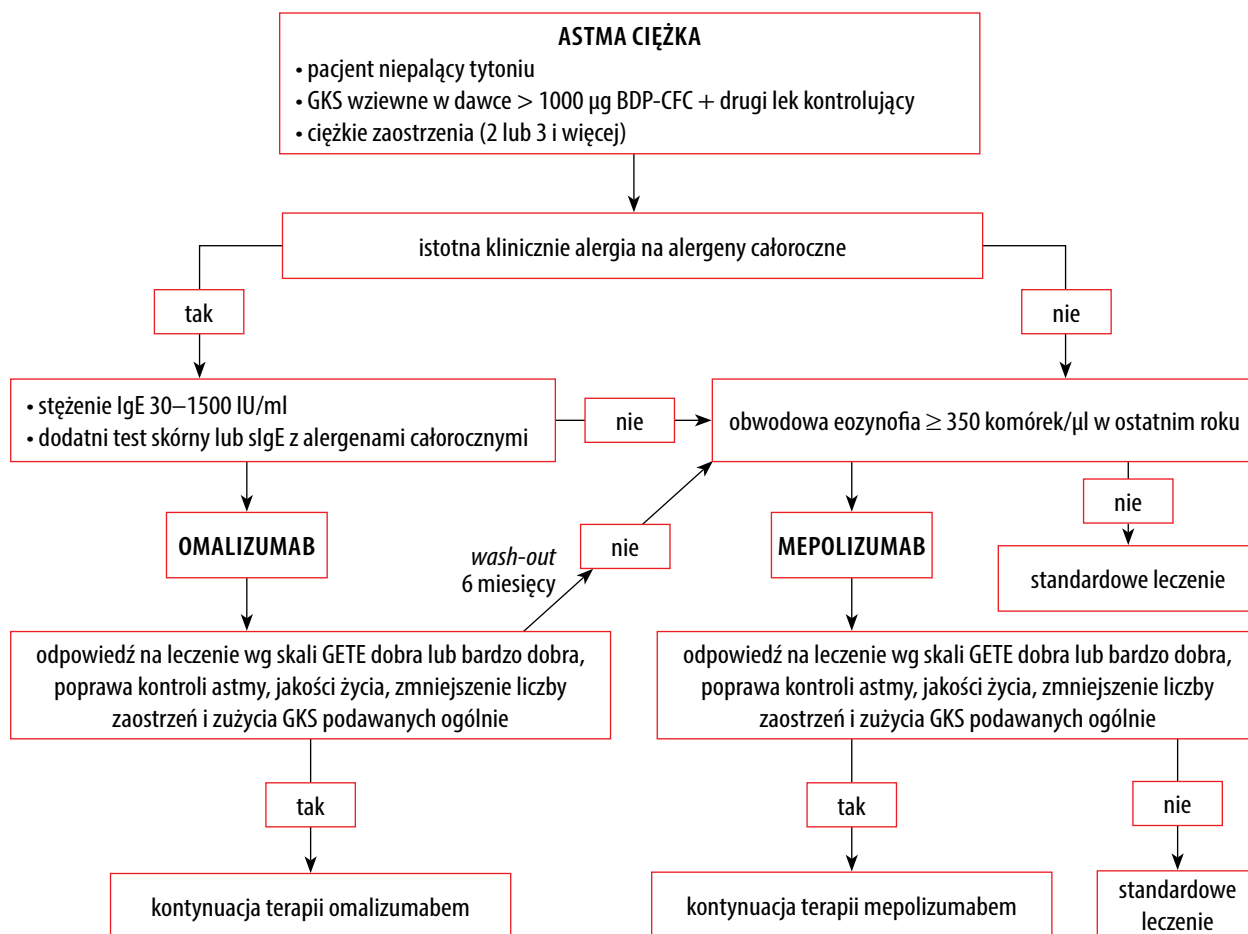 ASTMA CIĘŻKA
• pacjent niepalący tytoniu
• GKS wziewne w dawce > 1000 µg BDP-CFC + drugi lek kontrolujący
• ciężkie zaostrzenia (2 lub 3 i więcej)
istotna klinicznie alergia na alergeny całoroczne
tak
nie
• stężenie IgE 30–1500 IU/ml
• dodatni test skórny lub sIgE z alergenami całorocznymi
nie
obwodowa eozynofia ≥ 350 komórek/µl w ostatnim roku
OMALIZUMAB
wash-out
6 miesięcy
nie
MEPOLIZUMAB
nie
standardowe leczenie
odpowiedź na leczenie wg skali GETE dobra lub bardzo dobra,
poprawa kontroli astmy, jakości życia, zmniejszenie liczby
zaostrzeń i zużycia GKS podawanych ogólnie
odpowiedź na leczenie wg skali GETE dobra lub bardzo dobra,
poprawa kontroli astmy, jakości życia, zmniejszenie liczby
zaostrzeń i zużycia GKS podawanych ogólnie
tak
tak
nie
kontynuacja terapii omalizumabem
kontynuacja terapii mepolizumabem
standardowe
leczenie